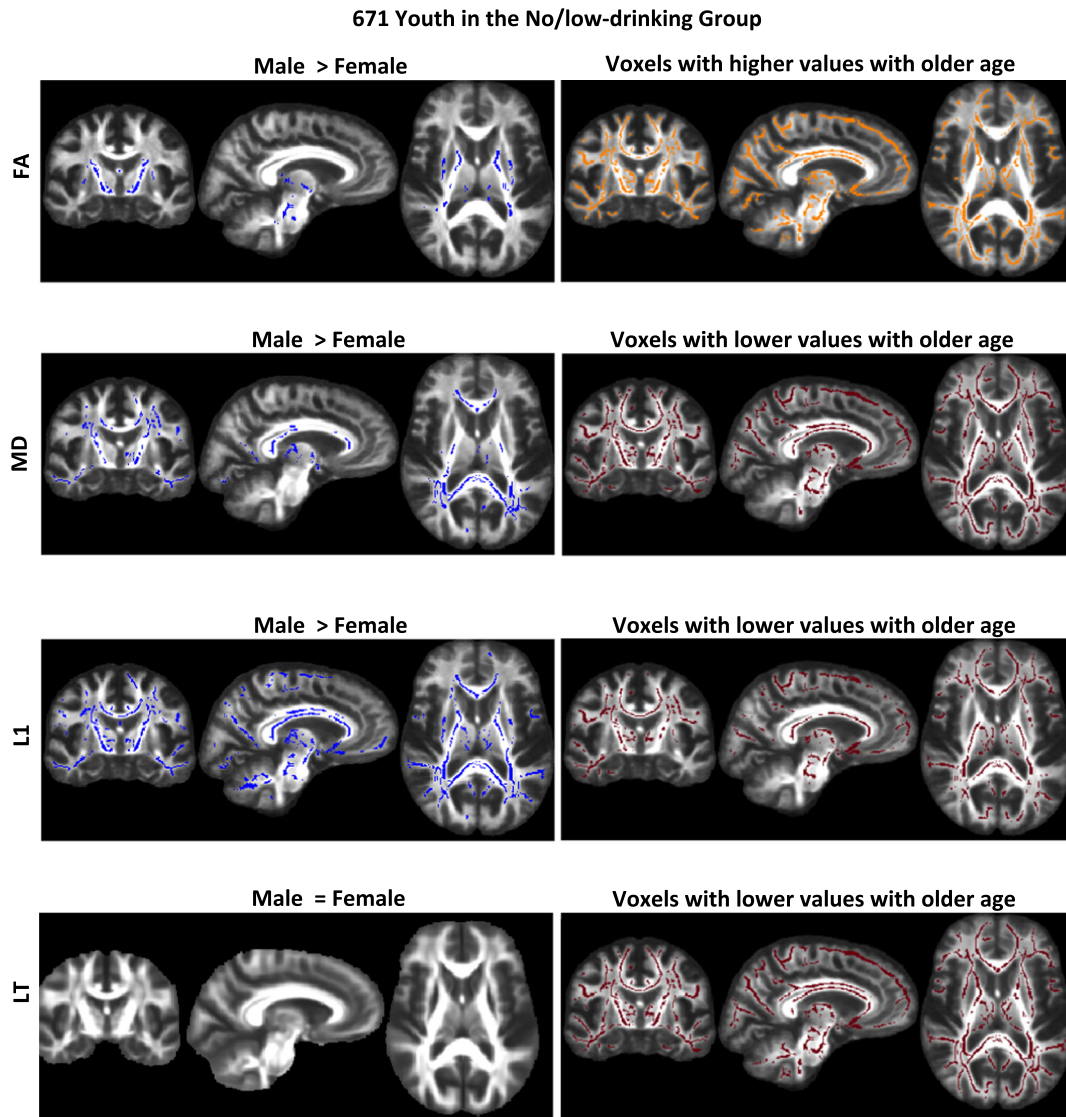 671 Youth in the No/low-drinking Group
Male > Female
Voxels with higher values with older age
FA
Male > Female
Voxels with lower values with older age
MD
Male > Female
Voxels with lower values with older age
L1
Male = Female
Voxels with lower values with older age
LT